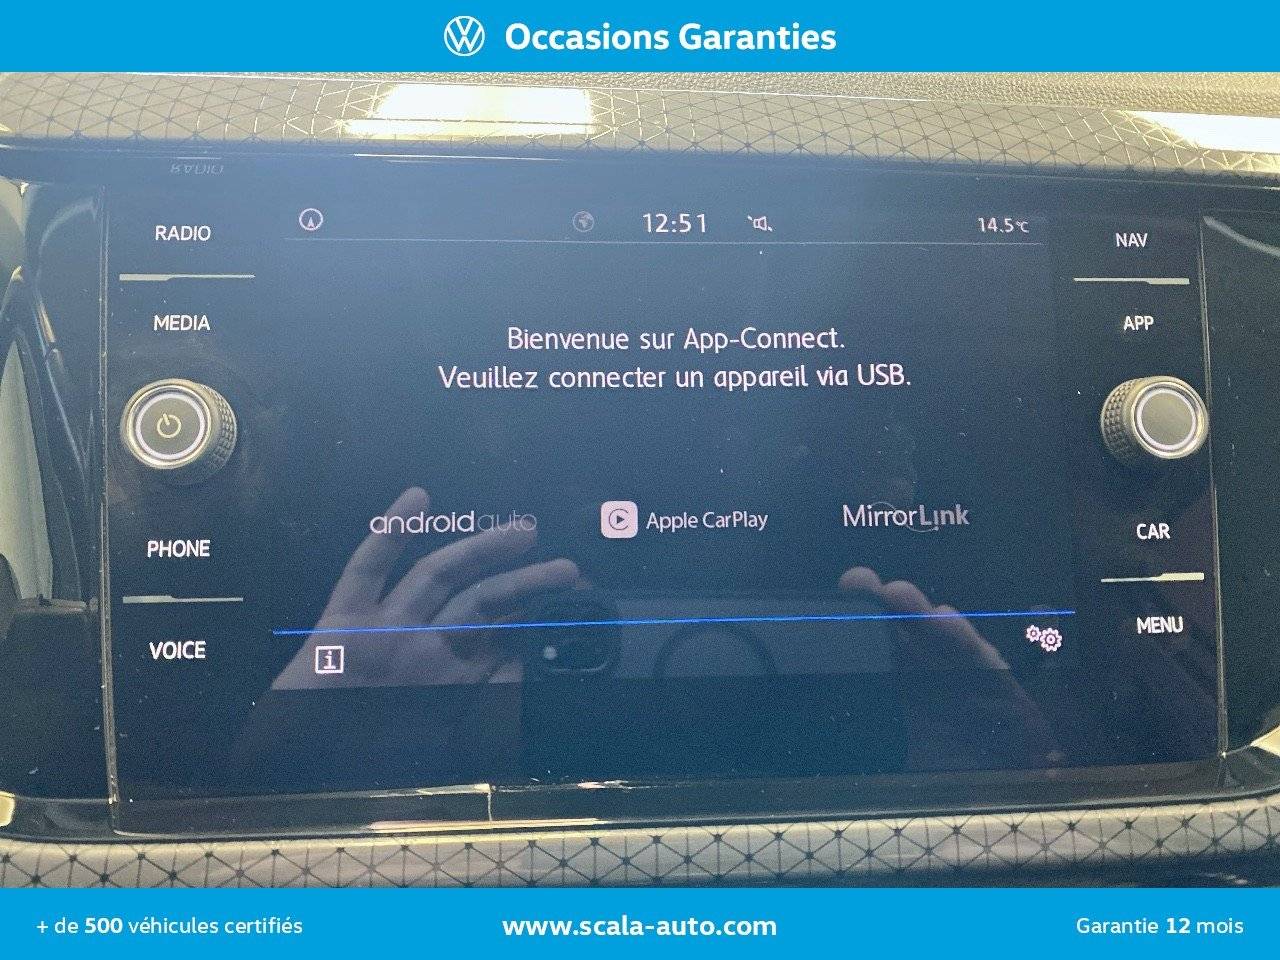 Occasions Garanties
RADIO
12:51
14.5°C
NAV
RADIO
MEDIA
APP
Bienvenue sur App-Connect.
Veuillez connecter un appareil via USB.
androidauto
Apple CarPlay
MirrorLink
PHONE
CAR
VOICE
i
MENU
+ de 500 véhicules certifiés
www.scala-auto.com
Garantie 12 mois